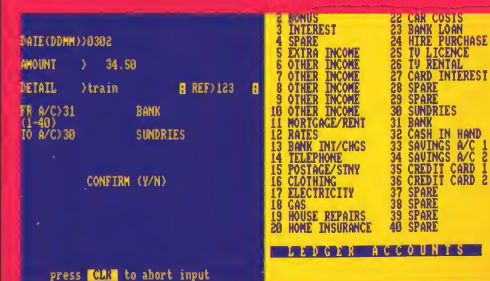 DATE(DDMM)>0302
AMOUNT > 34.50
DETAIL >train REF>123
FR A/C>31 BANK
(1-40)
TO A/C>30 SUNDRIES
CONFIRM (Y/N)
press CLR to abort input
2 BONUS 22 CAR COSTS
3 INTEREST 23 BANK LOAN
4 SPARE 24 HIRE PURCHASE
5 EXTRA INCOME 25 TV LICENCE
6 OTHER INCOME 26 TV RENTAL
7 OTHER INCOME 27 CARD INTEREST
8 OTHER INCOME 28 SPARE
9 OTHER INCOME 29 SPARE
10 OTHER INCOME 30 SUNDRIES
11 MORTGAGE/RENT 31 BANK
12 RATES 32 CASH IN HAND
13 BANK INT/CHGS 33 SAVINGS A/C 1
14 TELEPHONE 34 SAVINGS A/C 2
15 POSTAGE/STNY 35 CREDIT CARD 1
16 CLOTHING 36 CREDIT CARD 2
17 ELECTRICITY 37 SPARE
18 GAS 38 SPARE
19 HOUSE REPAIRS 39 SPARE
20 HOME INSURANCE 40 SPARE
LEDGER ACCOUNTS